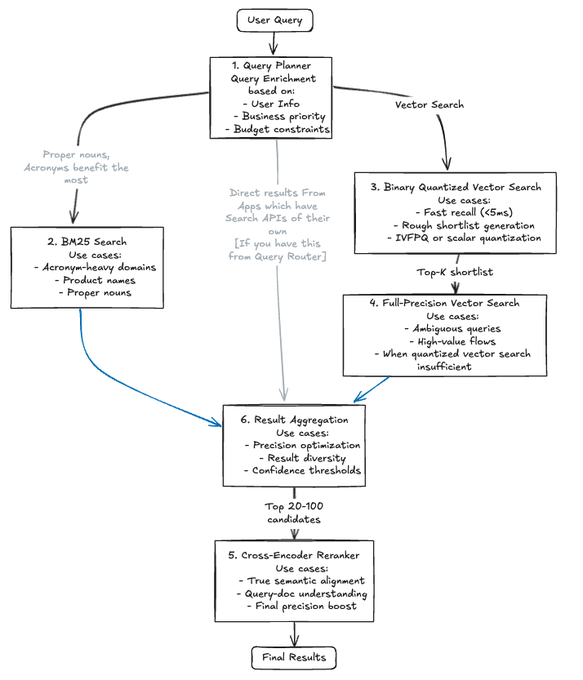 User Query
1. Query Planner
Query Enrichment
based on:
- User Info
- Business priority
- Budget constraints
Vector Search
Proper nouns,
Acronyms benefit the
most
Direct results From
Apps which have
Search APIs of their
own
[If you have this
from Query Router]
3. Binary Quantized Vector Search
Use cases:
- Fast recall (<5ms)
- Rough shortlist generation
- IVFPQ or scalar quantization
2. BM25 Search
Use cases:
- Acronym-heavy domains
- Product names
- Proper nouns
Top-K shortlist
4. Full-Precision Vector Search
Use cases:
- Ambiguous queries
- High-value flows
- When quantized vector search
insufficient
6. Result Aggregation
Use cases:
- Precision optimization
- Result diversity
- Confidence thresholds
Top 20-100
candidates
5. Cross-Encoder Reranker
Use cases:
- True semantic alignment
- Query-doc understanding
- Final precision boost
Final Results